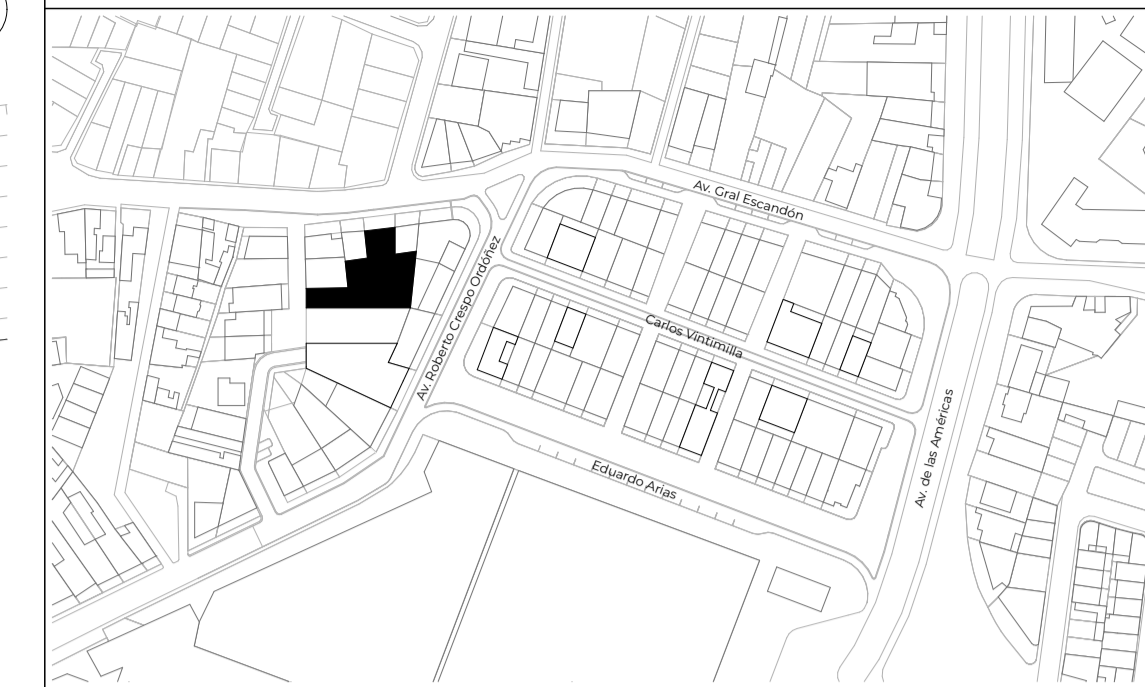 Av. Gral Escandón
Av. Roberto Crespo Ordóñez
Carlos Vintimilla
Av. de las Américas
Eduardo Arias